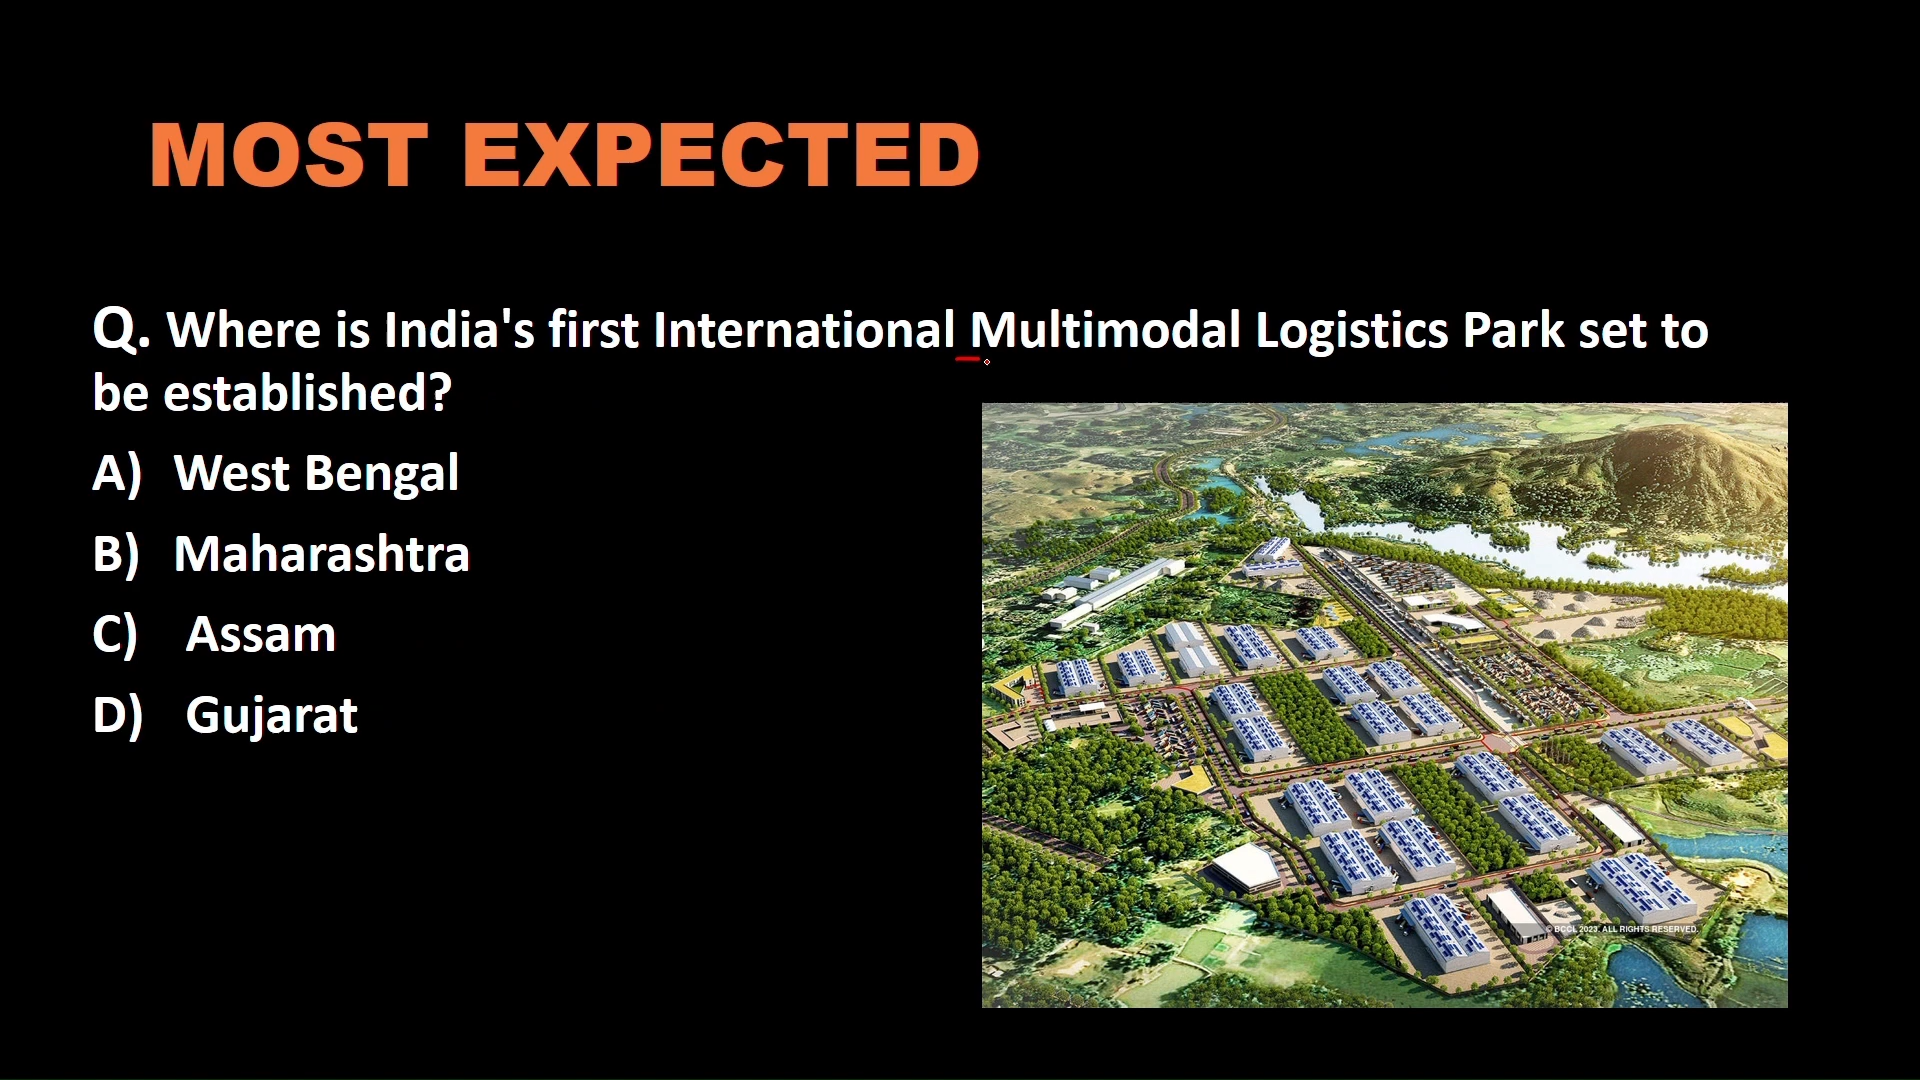 MOST EXPECTED
Q. Where is India's first International Multimodal Logistics Park set to
be established?
A) West Bengal
B) Maharashtra
C) Assam
D) Gujarat
© BCCL 2023. ALL RIGHTS RESERVED.